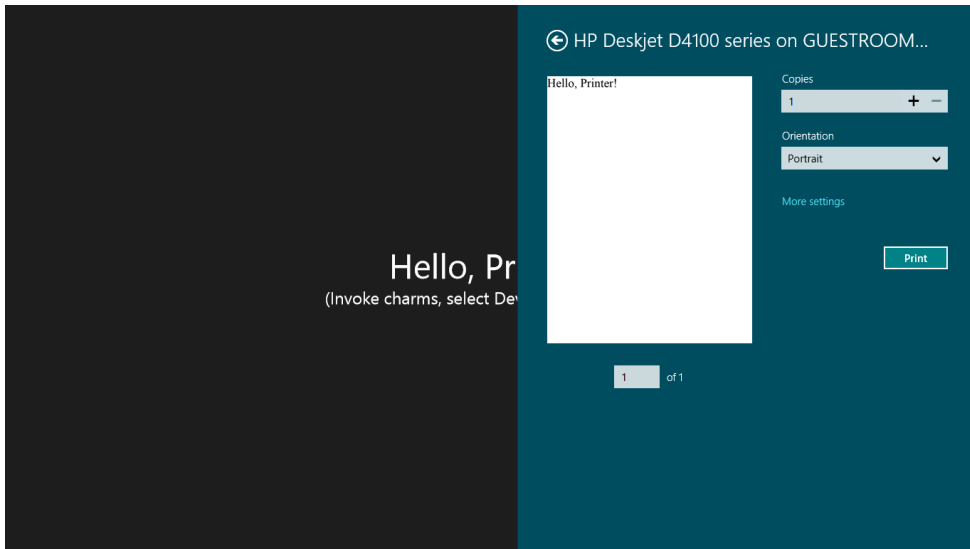 HP Deskjet D4100 series on GUESTROOM...
Hello, Printer!
Copies
1
Orientation
Portrait
More settings
Print
1 of 1
Hello, Pr
(Invoke charms, select Dev